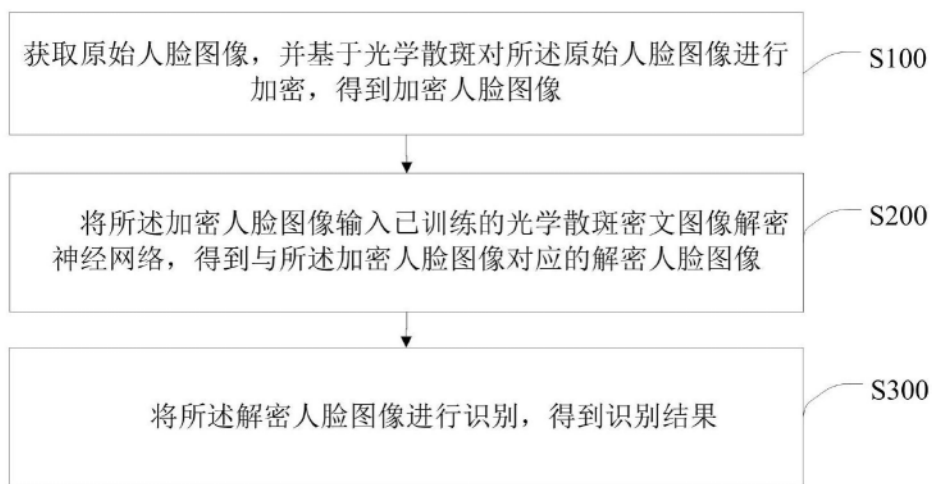 获取原始人脸图像，并基于光学散斑对所述原始人脸图像进行
加密，得到加密人脸图像
S100
将所述加密人脸图像输入已训练的光学散斑密文图像解密
神经网络，得到与所述加密人脸图像对应的解密人脸图像
S200
将所述解密人脸图像进行识别，得到识别结果
S300